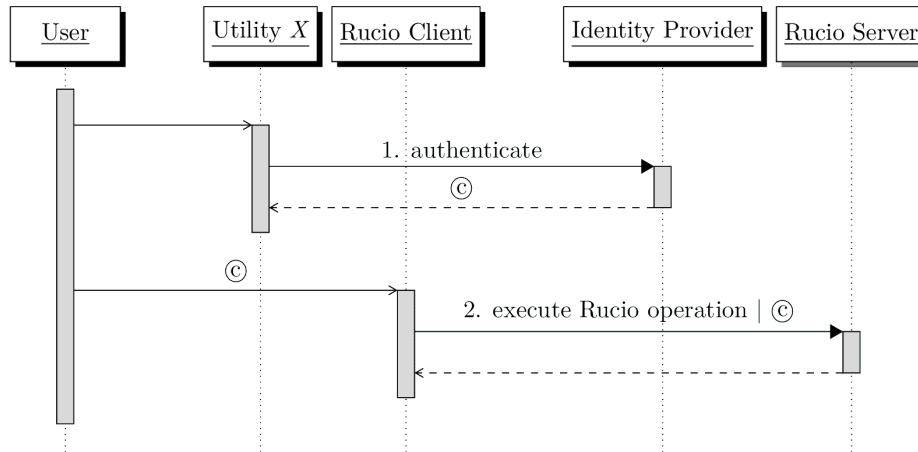 User
Utility X
Rucio Client
Identity Provider
Rucio Server
1. authenticate
ⓒ
ⓒ
2. execute Rucio operation | ⓒ